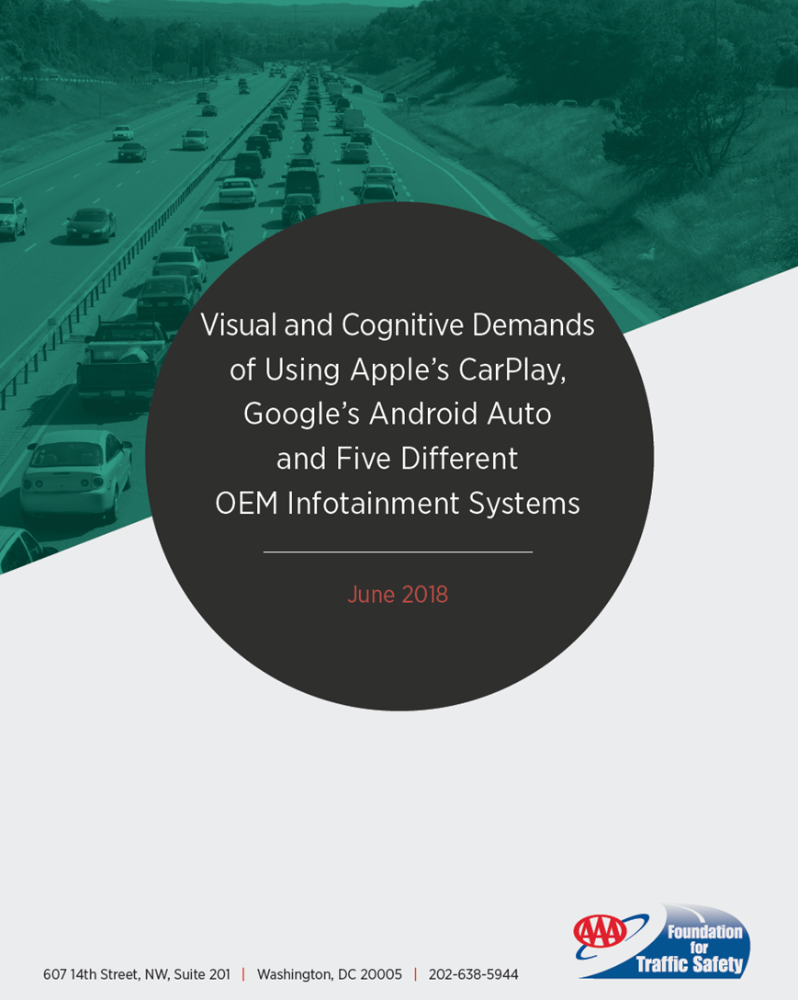 Visual and Cognitive Demands
of Using Apple’s CarPlay,
Google’s Android Auto
and Five Different
OEM Infotainment Systems
June 2018
607 14th Street, NW, Suite 201 | Washington, DC 20005 | 202-638-5944
AAA
Foundation
for
Traffic Safety